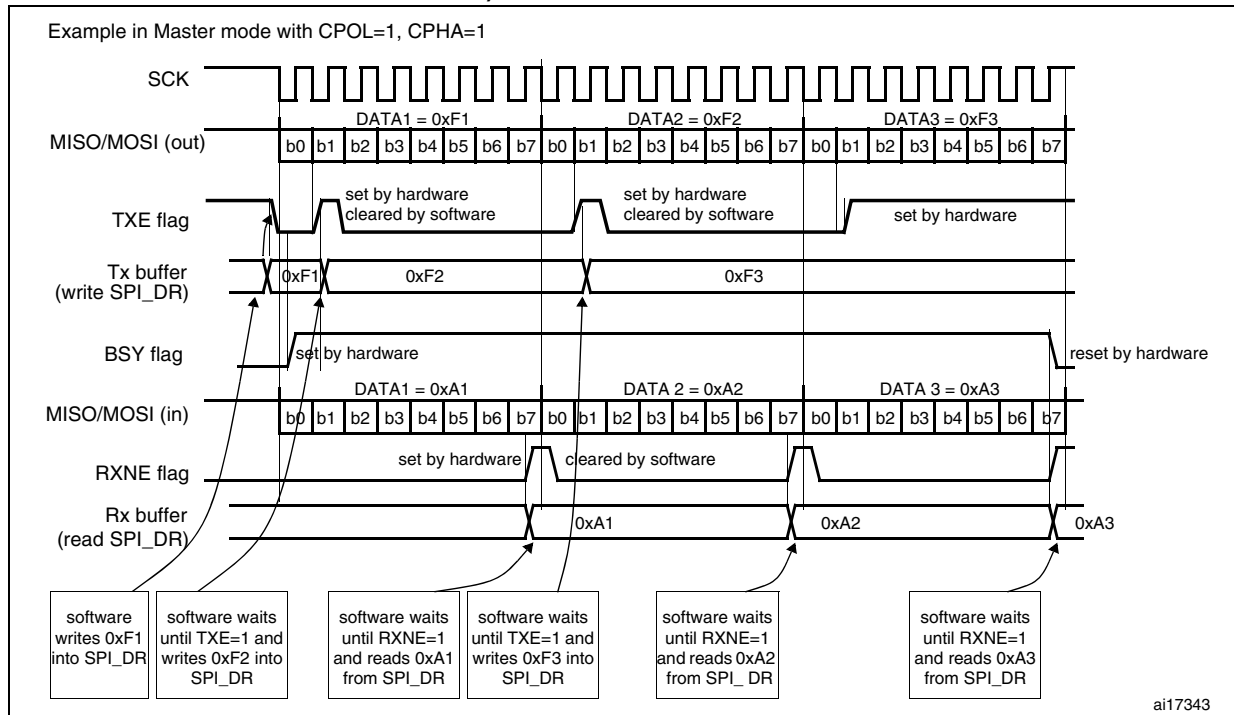 Example in Master mode with CPOL=1, CPHA=1
SCK
DATA1 = 0xF1 DATA2 = 0xF2 DATA3 = 0xF3
MISO/MOSI (out) b0 b1 b2 b3 b4 b5 b6 b7 b0 b1 b2 b3 b4 b5 b6 b7 b0 b1 b2 b3 b4 b5 b6 b7
set by hardware set by hardware
cleared by software cleared by software set by hardware
TXE flag
Tx buffer 0xF1 0xF2 0xF3
(write SPI_DR)
BSY flag set by hardware reset by hardware
DATA1 = 0xA1 DATA 2 = 0xA2 DATA 3 = 0xA3
MISO/MOSI (in) b0 b1 b2 b3 b4 b5 b6 b7 b0 b1 b2 b3 b4 b5 b6 b7 b0 b1 b2 b3 b4 b5 b6 b7
RXNE flag set by hardware cleared by software
Rx buffer 0xA1 0xA2 0xA3
(read SPI_DR)
software
writes 0xF1
into SPI_DR
software waits
until TXE=1 and
writes 0xF2 into
SPI_DR
software waits
until RXNE=1
and reads 0xA1
from SPI_DR
software waits
until TXE=1 and
writes 0xF3 into
SPI_DR
software waits
until RXNE=1
and reads 0xA2
from SPI_ DR
software waits
until RXNE=1
and reads 0xA3
from SPI_DR
ai17343